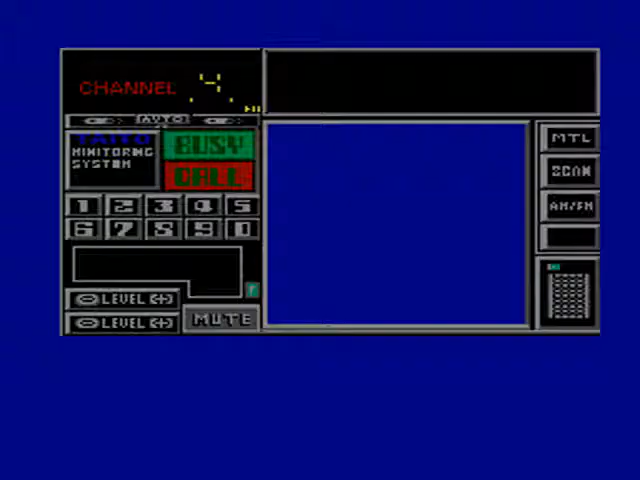 CHANNEL 4
AUTO
TAITO
MINITORING
SYSTEM
BUSY
CALL
1 2 3 4 5
6 7 8 9 0
LEVEL (+)
LEVEL (+)
MUTE
MTL
SCAN
AM/FM